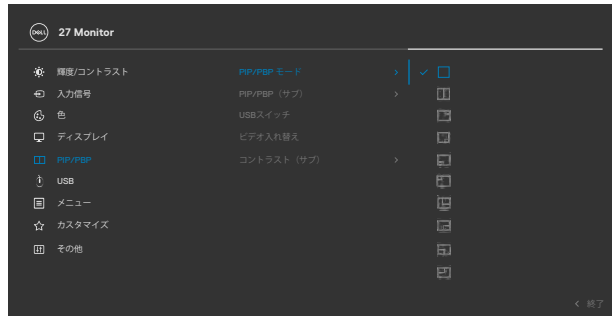 DELL 27 Monitor
輝度/コントラスト PIP/PBP モード
入力信号 PIP/PBP（サブ）
色 USBスイッチ
ディスプレイ ビデオ入れ替え
PIP/PBP コントラスト（サブ）
USB
メニュー
カスタマイズ
その他
終了